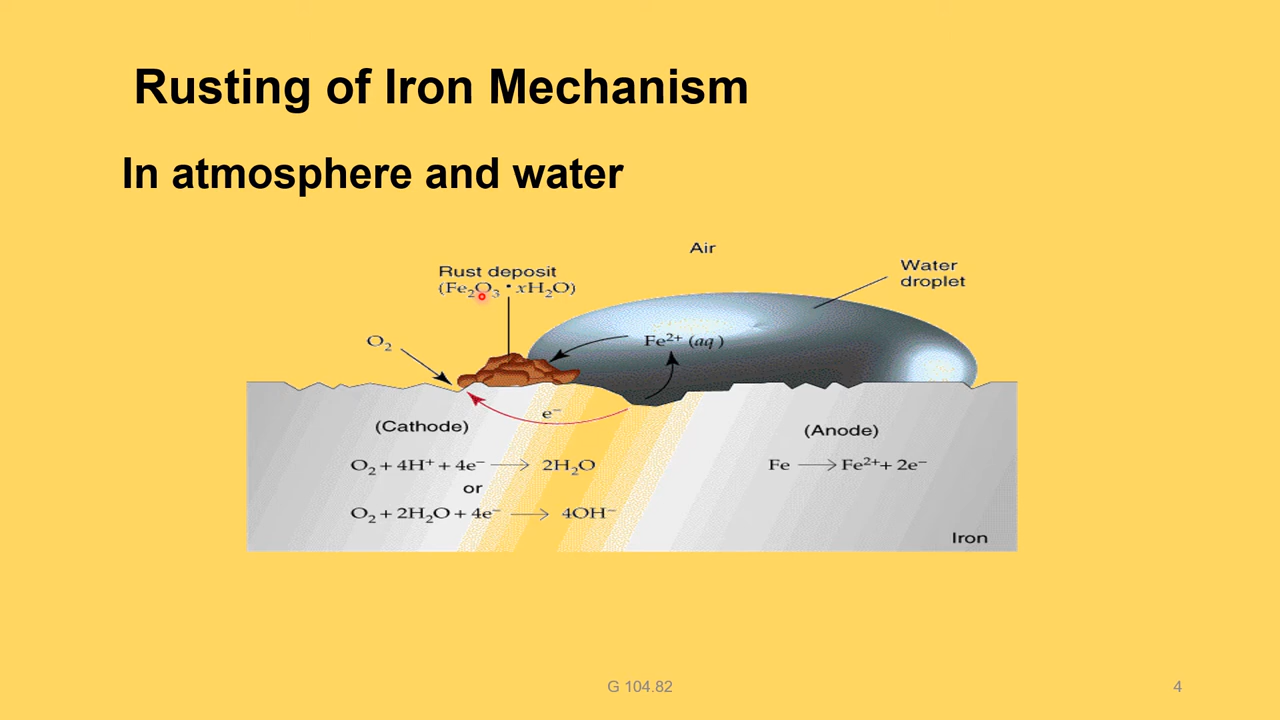 Rusting of Iron Mechanism
In atmosphere and water
Air
Rust deposit
(Fe₂O₃ • xH₂O)
Water
droplet
O₂
Fe²⁺ (aq)
e⁻
(Cathode)
(Anode)
O₂ + 4H⁺ + 4e⁻ → 2H₂O
Fe → Fe²⁺ + 2e⁻
or
O₂ + 2H₂O + 4e⁻ → 4OH⁻
Iron
G 104.82
4